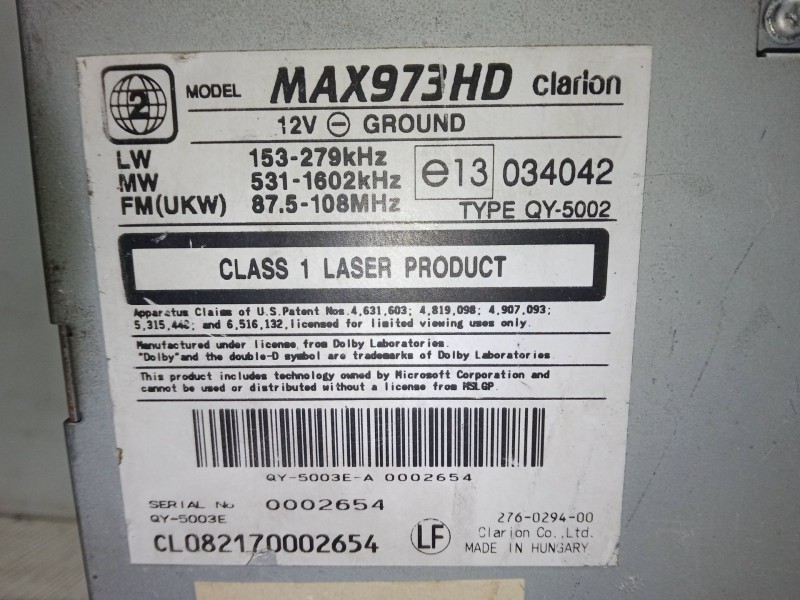 2 MODEL MAX973HD clarion
12V ⊖ GROUND
LW 153-279kHz
MW 531-1602kHz
FM(UKW) 87.5-108MHz
e13 034042
TYPE QY-5002
CLASS 1 LASER PRODUCT
Apparatus Claims of U.S.Patent Nos.4,631,603; 4,819,098; 4,907,093;
and 6,516,132,licensed for limited viewing uses only.
Manufactured under license from Dolby Laboratories.
"Dolby"and the double-D symbol are trademarks of Dolby Laboratories
This product includes technology owned by Microsoft Corporation and
cannot be used or distributed without a license from MSLGP.
QY-5003E-A 0002654
SERIAL No 0002654
QY-5003E
CL082170002654
LF
276-0294-00
Clarion Co.,Ltd.
MADE IN HUNGARY